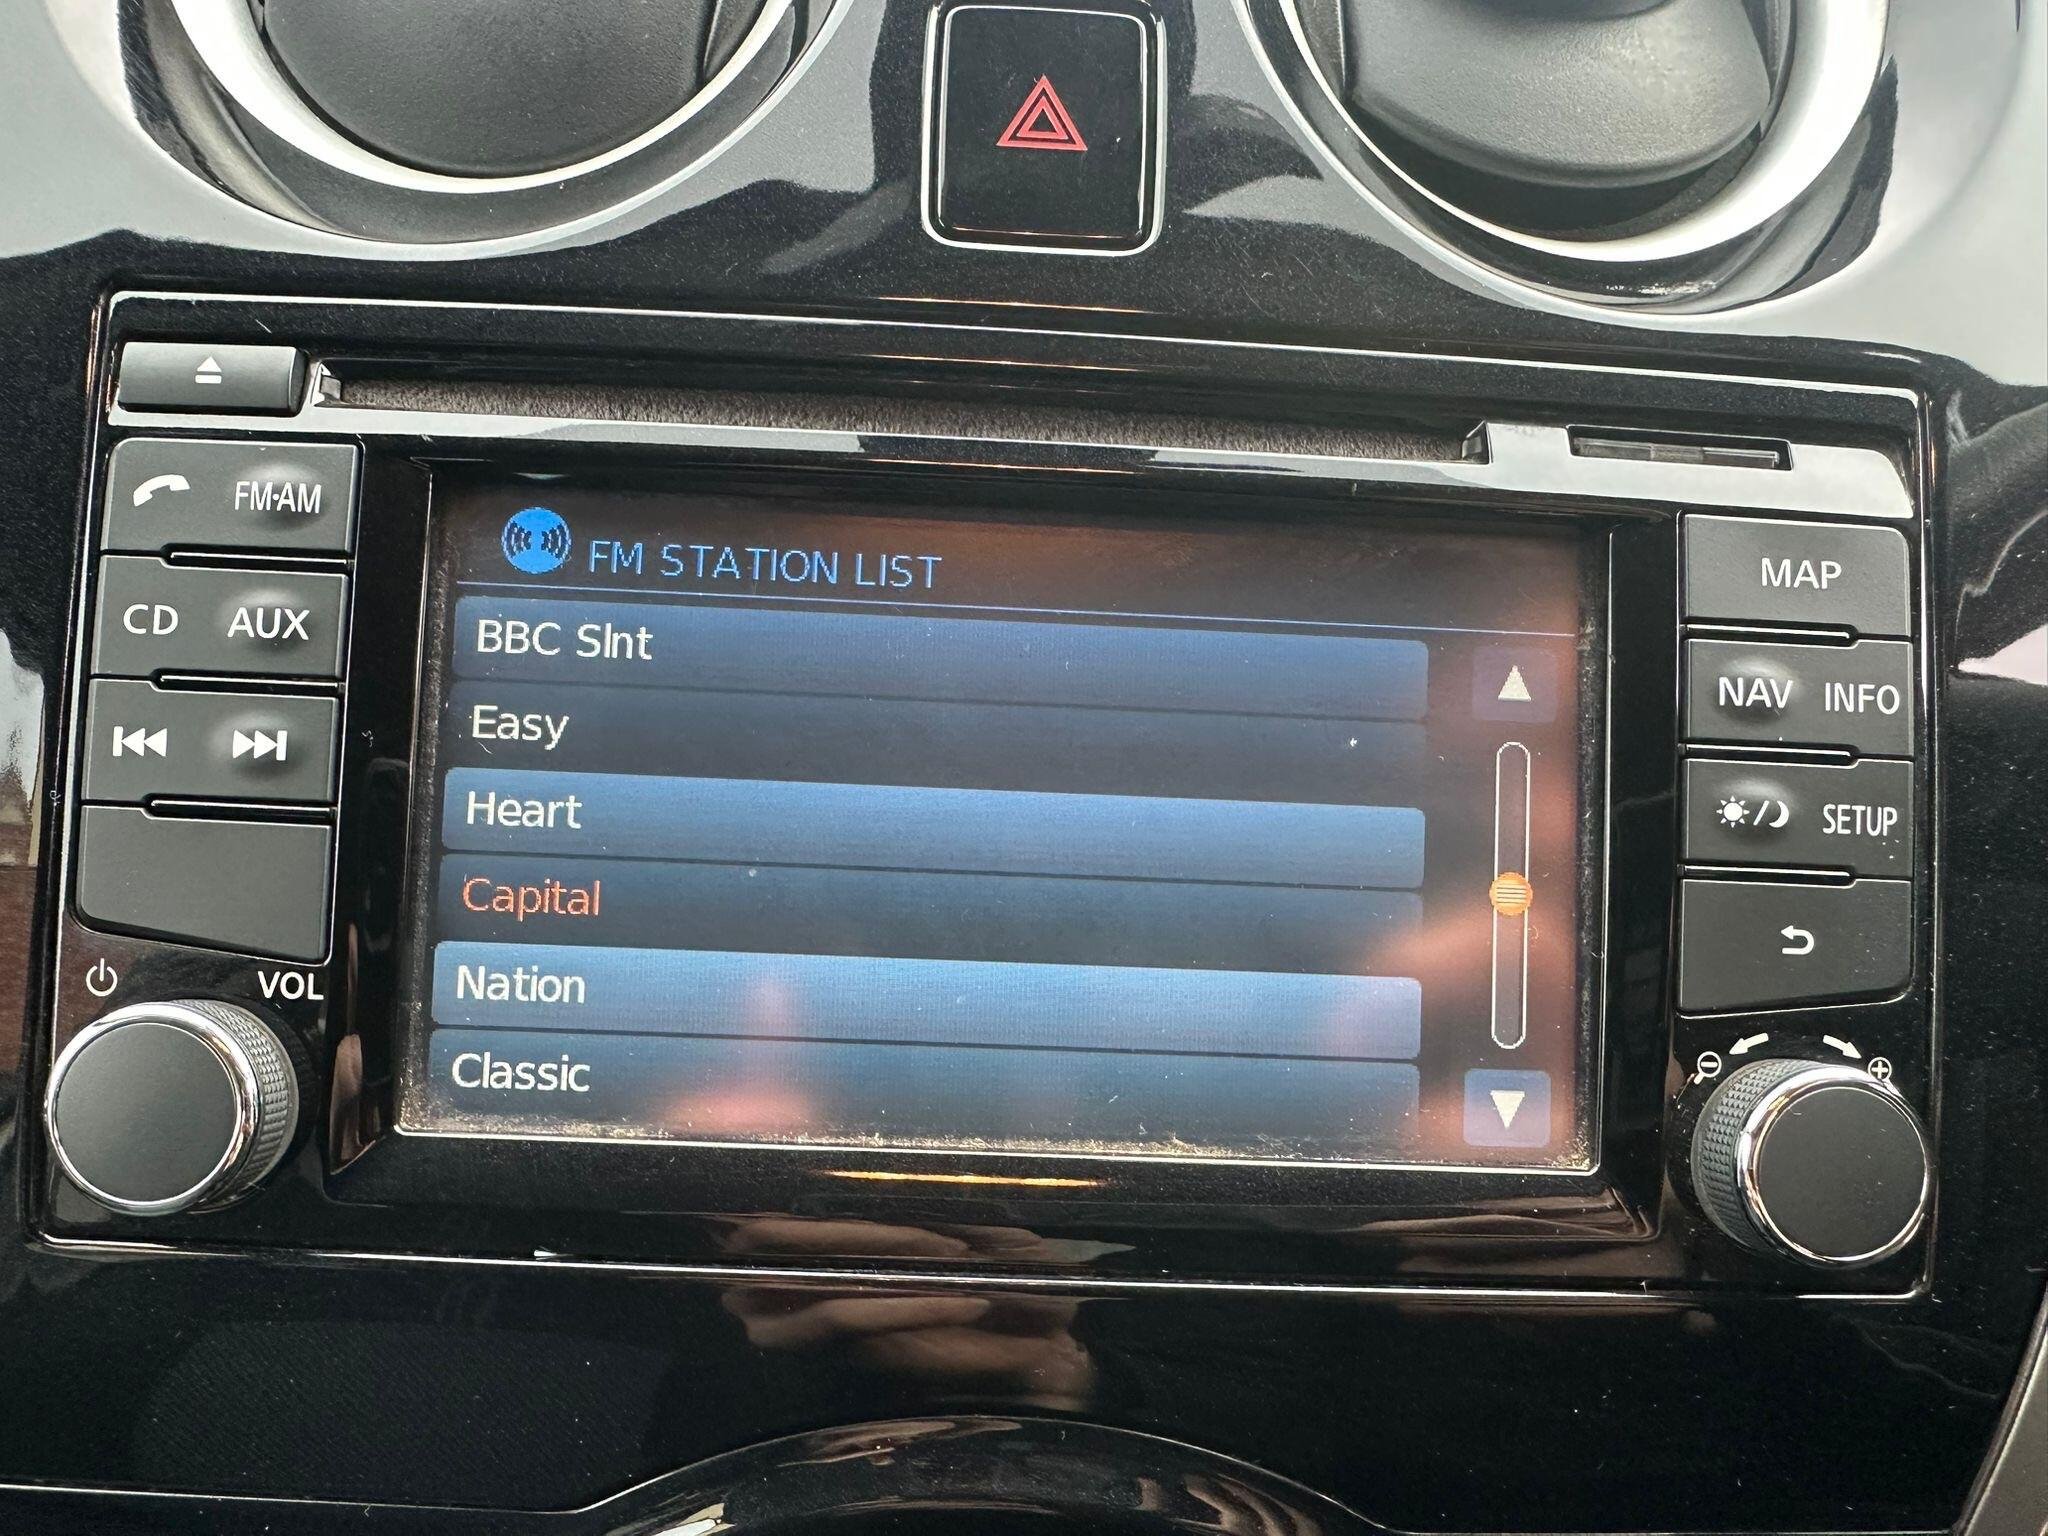 FM·AM
CD AUX
VOL
FM STATION LIST
BBC Slnt
Easy
Heart
Capital
Nation
Classic
MAP
NAV INFO
SETUP